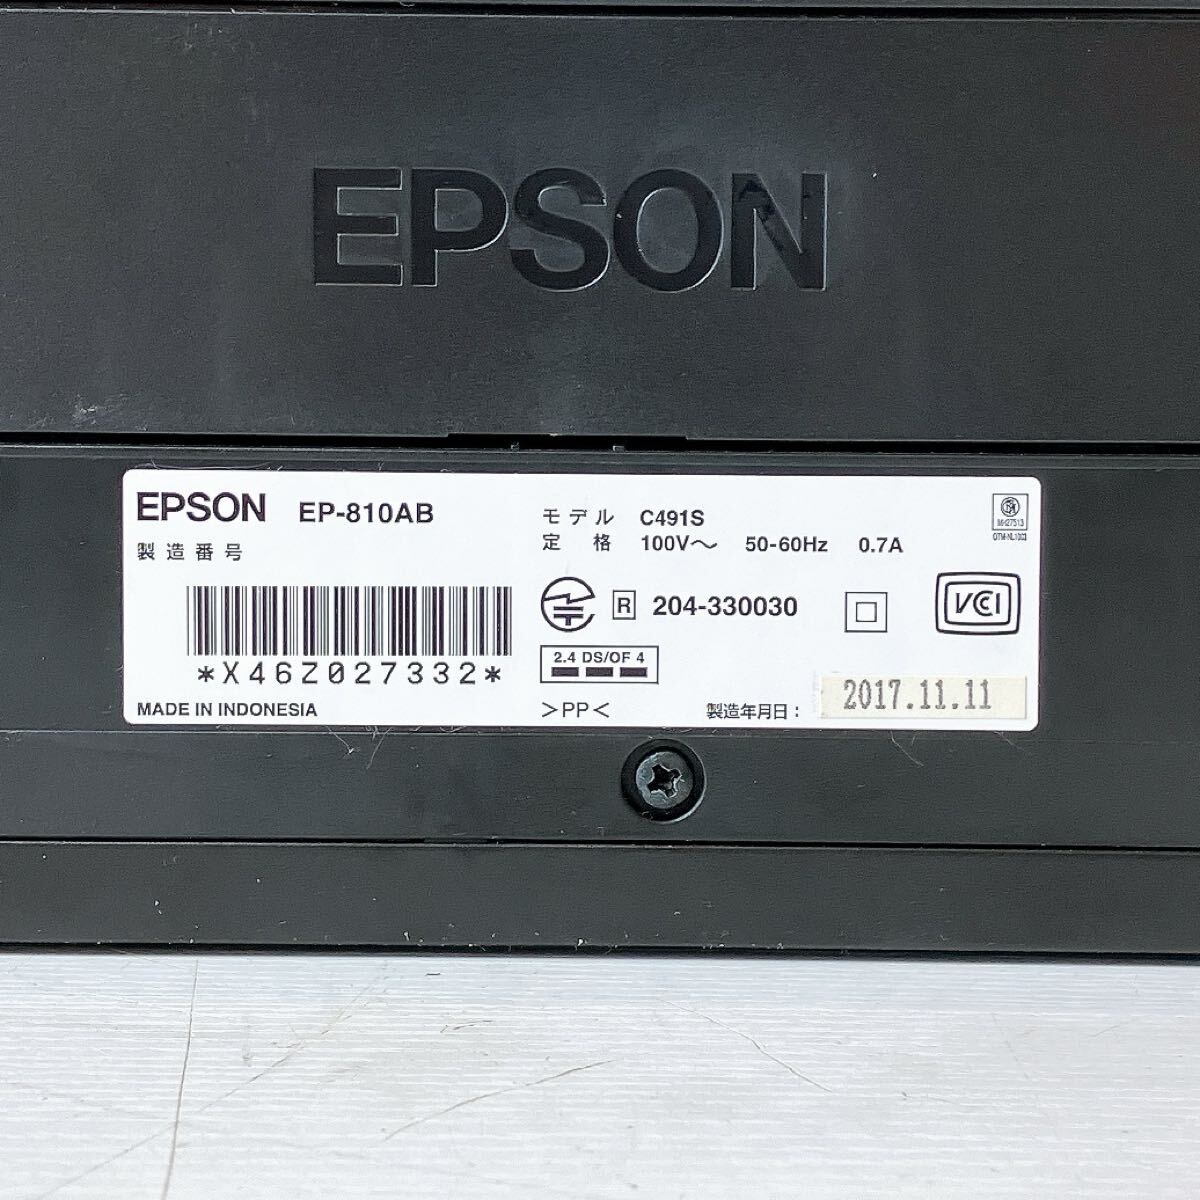 EPSON
EPSON EP-810AB
製造番号
*X46Z027332*
MADE IN INDONESIA
モデル C491S
定格 100V～ 50-60Hz 0.7A
R 204-330030
2.4 DS/OF 4
>PP<
製造年月日： 2017.11.11
VCI